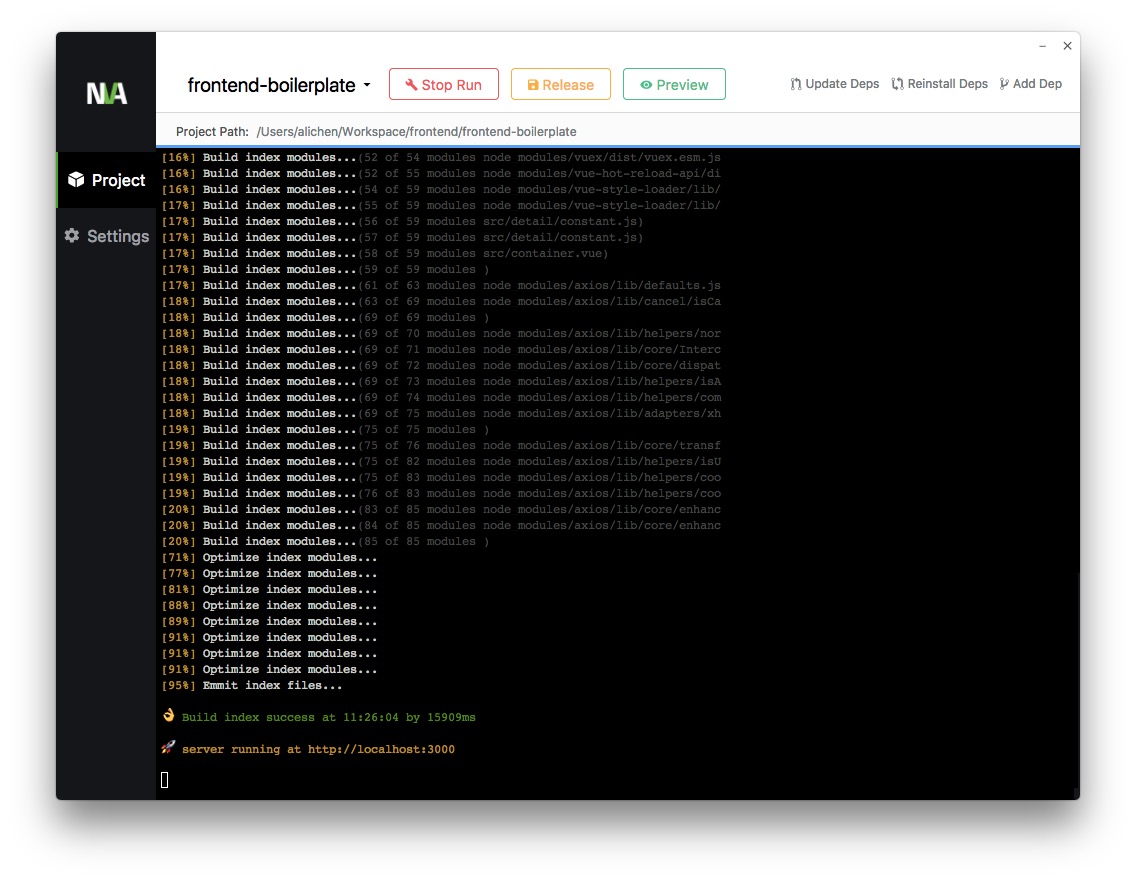 NVA
frontend-boilerplate
Stop Run
Release
Preview
Update Deps
Reinstall Deps
Add Dep
Project Path: /Users/alichen/Workspace/frontend/frontend-boilerplate
Project
Settings
[16%] Build index modules...(52 of 54 modules node modules/vuex/dist/vuex.esm.js
[16%] Build index modules...(52 of 55 modules node modules/vue-hot-reload-api/di
[16%] Build index modules...(54 of 59 modules node modules/vue-style-loader/lib/
[17%] Build index modules...(55 of 59 modules node modules/vue-style-loader/lib/
[17%] Build index modules...(56 of 59 modules src/detail/constant.js)
[17%] Build index modules...(57 of 59 modules src/detail/constant.js)
[17%] Build index modules...(58 of 59 modules src/container.vue)
[17%] Build index modules...(59 of 59 modules )
[17%] Build index modules...(61 of 63 modules node modules/axios/lib/defaults.js
[18%] Build index modules...(63 of 69 modules node modules/axios/lib/cancel/isCa
[18%] Build index modules...(69 of 69 modules )
[18%] Build index modules...(69 of 70 modules node modules/axios/lib/helpers/nor
[18%] Build index modules...(69 of 71 modules node modules/axios/lib/core/Interc
[18%] Build index modules...(69 of 72 modules node modules/axios/lib/core/dispat
[18%] Build index modules...(69 of 73 modules node modules/axios/lib/helpers/isA
[18%] Build index modules...(69 of 74 modules node modules/axios/lib/helpers/com
[18%] Build index modules...(69 of 75 modules node modules/axios/lib/adapters/xh
[19%] Build index modules...(75 of 75 modules )
[19%] Build index modules...(75 of 76 modules node modules/axios/lib/core/transf
[19%] Build index modules...(75 of 82 modules node modules/axios/lib/helpers/isU
[19%] Build index modules...(75 of 83 modules node modules/axios/lib/helpers/coo
[19%] Build index modules...(76 of 83 modules node modules/axios/lib/helpers/coo
[20%] Build index modules...(83 of 85 modules node modules/axios/lib/core/enhanc
[20%] Build index modules...(84 of 85 modules node modules/axios/lib/core/enhanc
[20%] Build index modules...(85 of 85 modules )
[71%] Optimize index modules...
[77%] Optimize index modules...
[81%] Optimize index modules...
[88%] Optimize index modules...
[89%] Optimize index modules...
[91%] Optimize index modules...
[91%] Optimize index modules...
[91%] Optimize index modules...
[95%] Emmit index files...
👌 Build index success at 11:26:04 by 15909ms
🚀 server running at http://localhost:3000